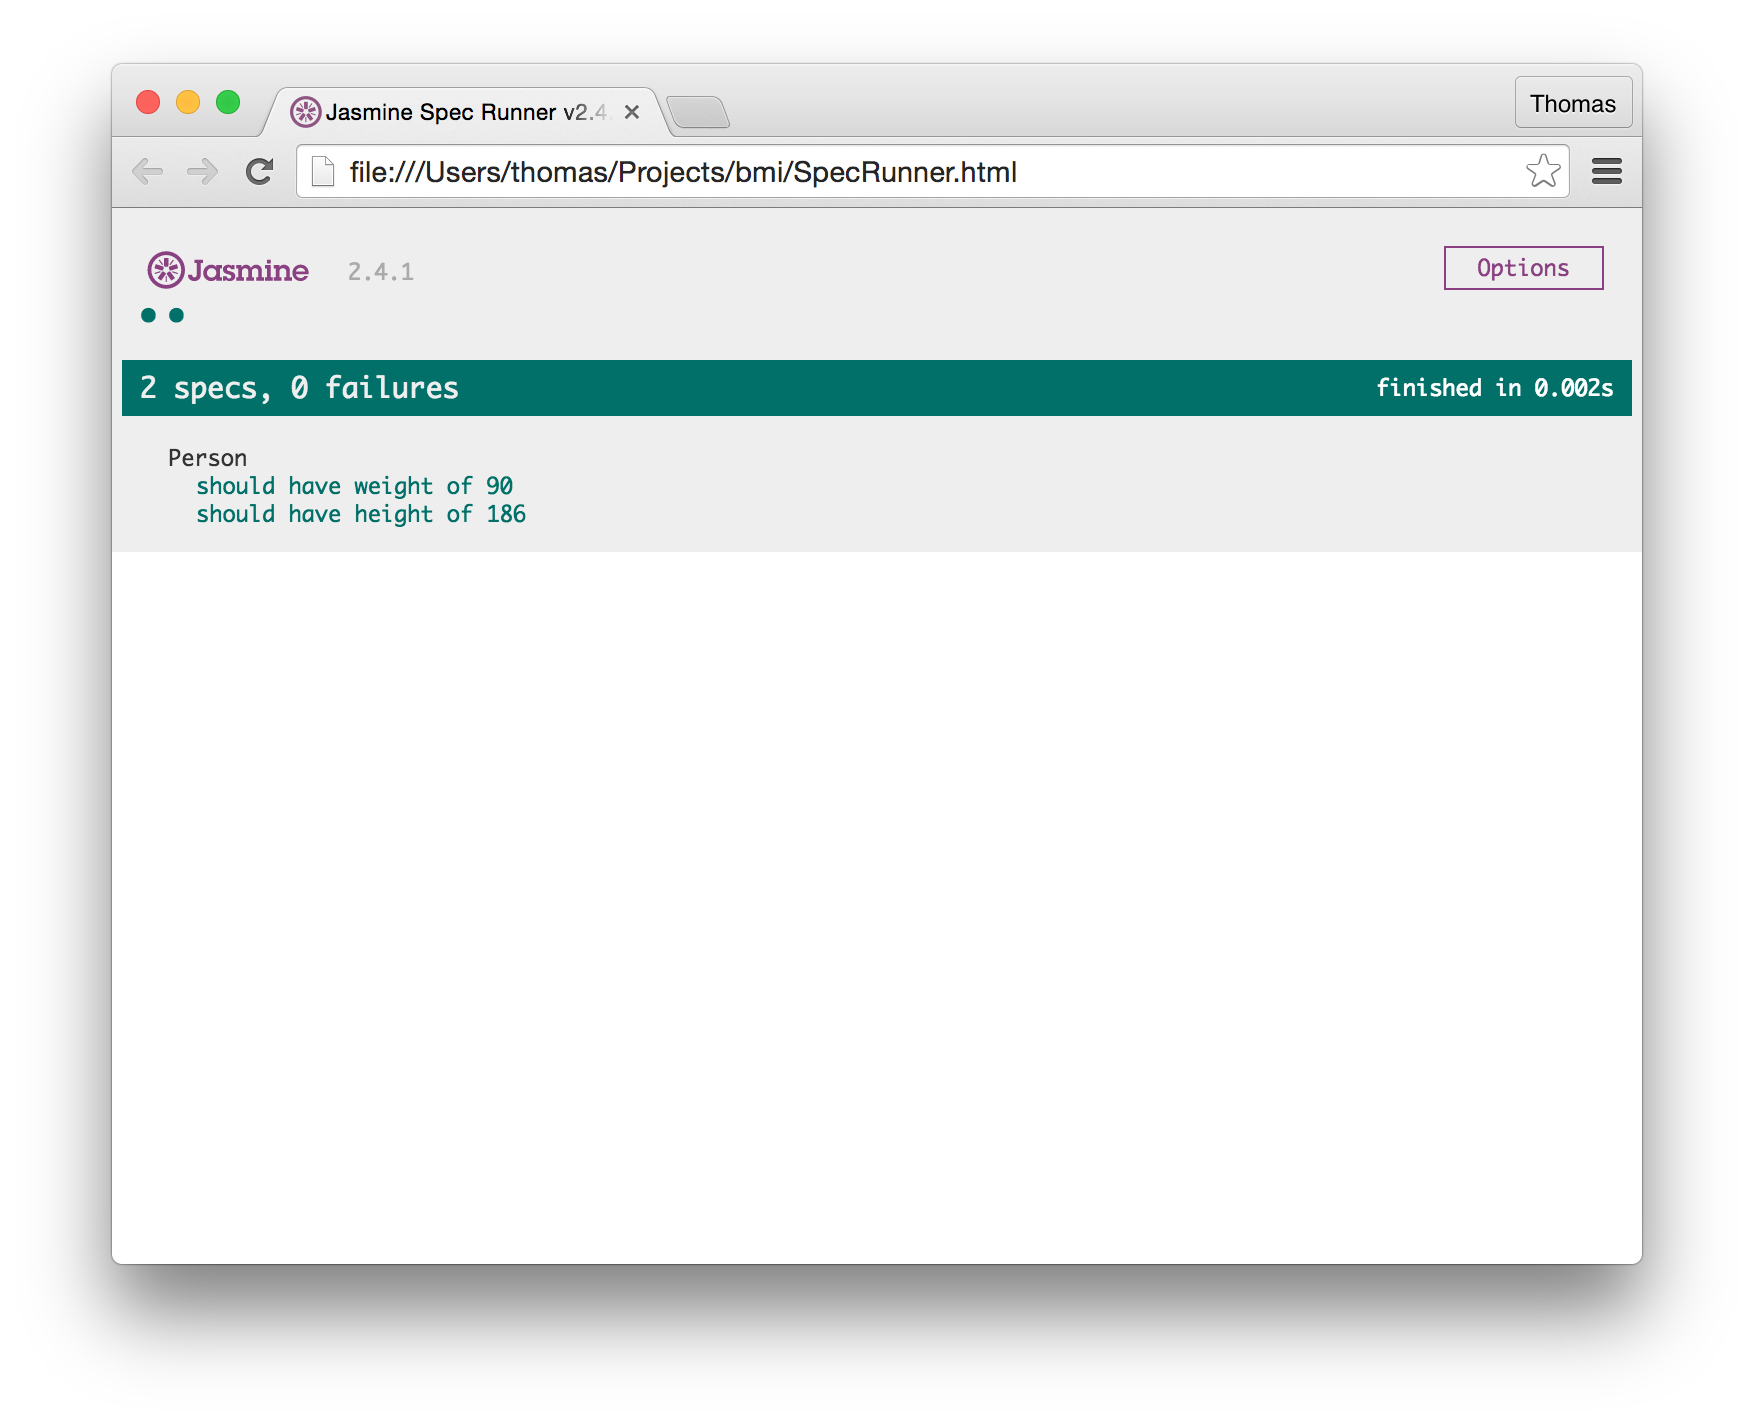 Jasmine Spec Runner v2.4
Thomas
file:///Users/thomas/Projects/bmi/SpecRunner.html
Jasmine 2.4.1
Options
2 specs, 0 failures
finished in 0.002s
Person
should have weight of 90
should have height of 186